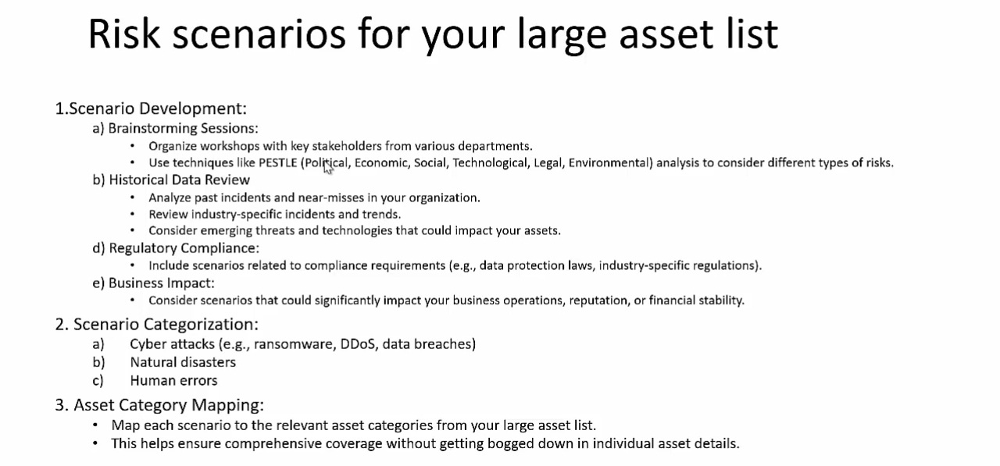 Risk scenarios for your large asset list
1.Scenario Development:
a) Brainstorming Sessions:
• Organize workshops with key stakeholders from various departments.
• Use techniques like PESTLE (Political, Economic, Social, Technological, Legal, Environmental) analysis to consider different types of risks.
b) Historical Data Review
• Analyze past incidents and near-misses in your organization.
• Review industry-specific incidents and trends.
• Consider emerging threats and technologies that could impact your assets.
d) Regulatory Compliance:
• Include scenarios related to compliance requirements (e.g., data protection laws, industry-specific regulations).
e) Business Impact:
• Consider scenarios that could significantly impact your business operations, reputation, or financial stability.
2. Scenario Categorization:
a) Cyber attacks (e.g., ransomware, DDoS, data breaches)
b) Natural disasters
c) Human errors
3. Asset Category Mapping:
• Map each scenario to the relevant asset categories from your large asset list.
• This helps ensure comprehensive coverage without getting bogged down in individual asset details.